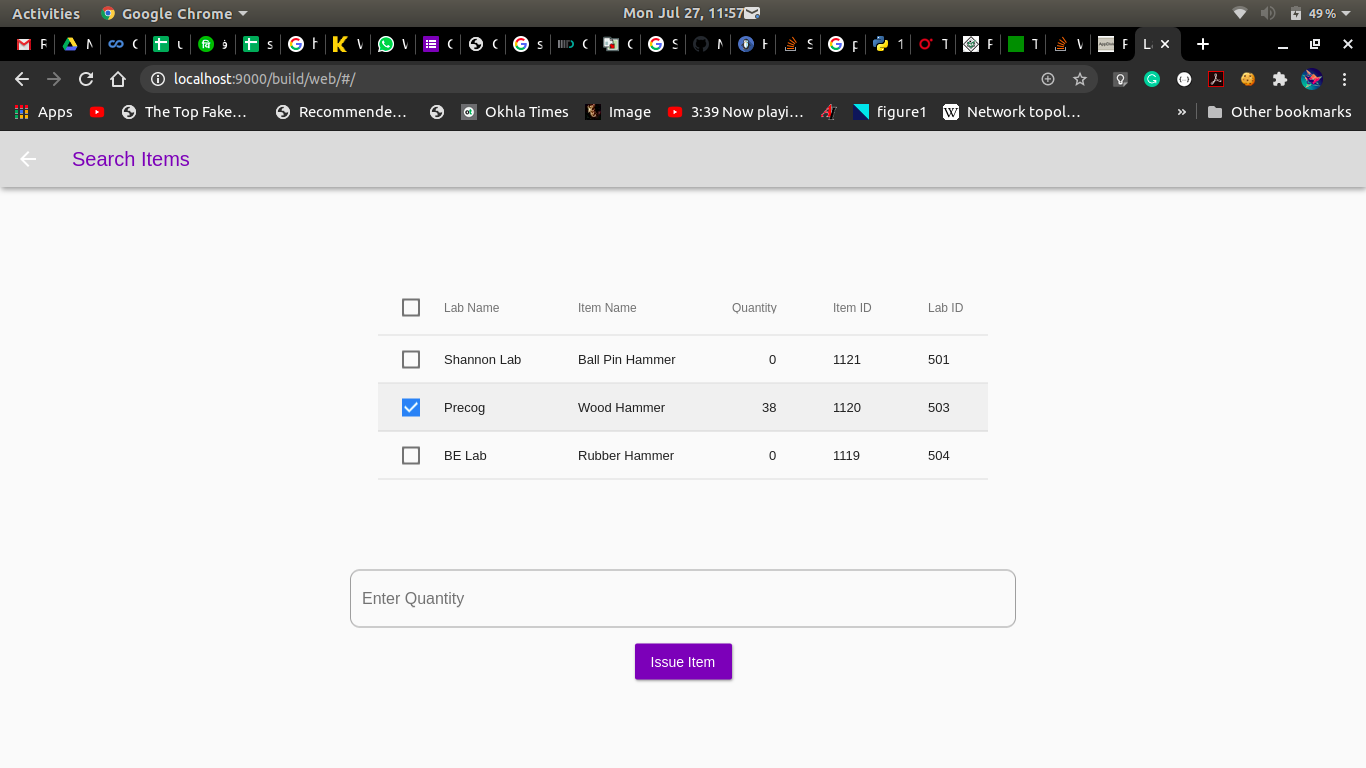 Activities Google Chrome Mon Jul 27, 11:57 49 %
localhost:9000/build/web/#/
Apps The Top Fake… Recommende… Okhla Times Image 3:39 Now playi… figure1 Network topol… » Other bookmarks
Search Items
Lab Name Item Name Quantity Item ID Lab ID
Shannon Lab Ball Pin Hammer 0 1121 501
Precog Wood Hammer 38 1120 503
BE Lab Rubber Hammer 0 1119 504
Enter Quantity
Issue Item